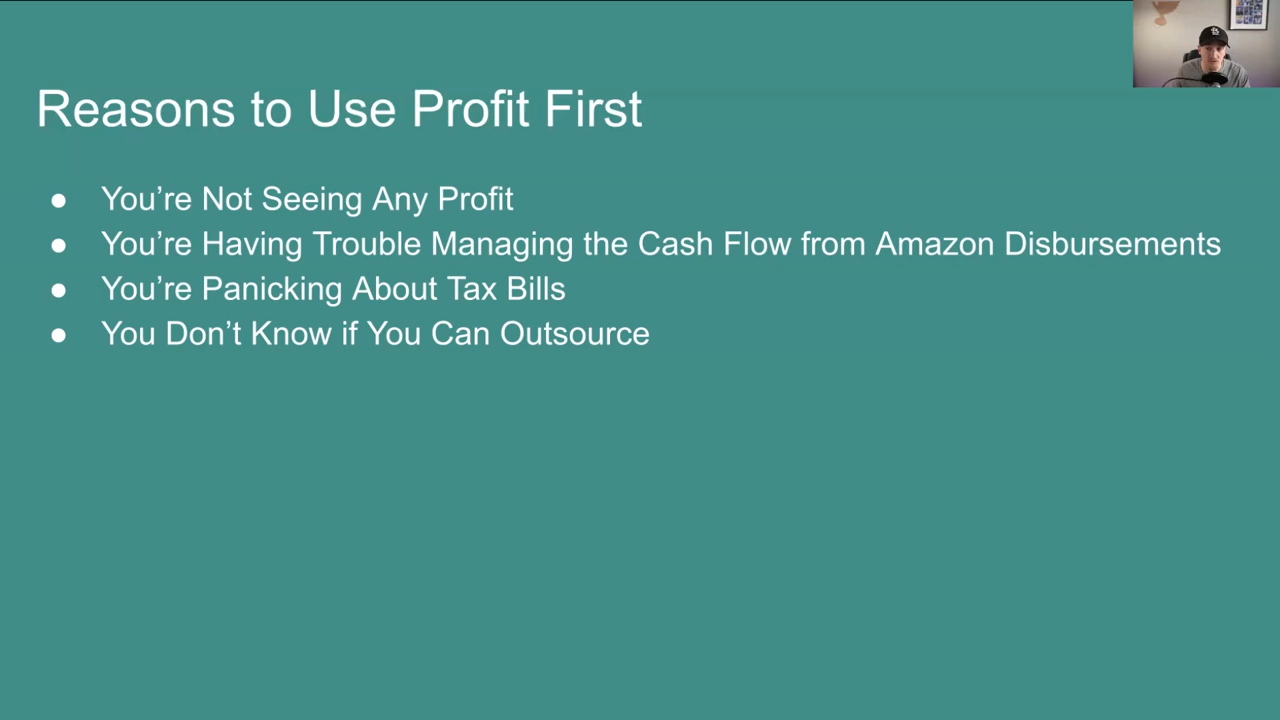 Reasons to Use Profit First
● You’re Not Seeing Any Profit
● You’re Having Trouble Managing the Cash Flow from Amazon Disbursements
● You’re Panicking About Tax Bills
● You Don’t Know if You Can Outsource